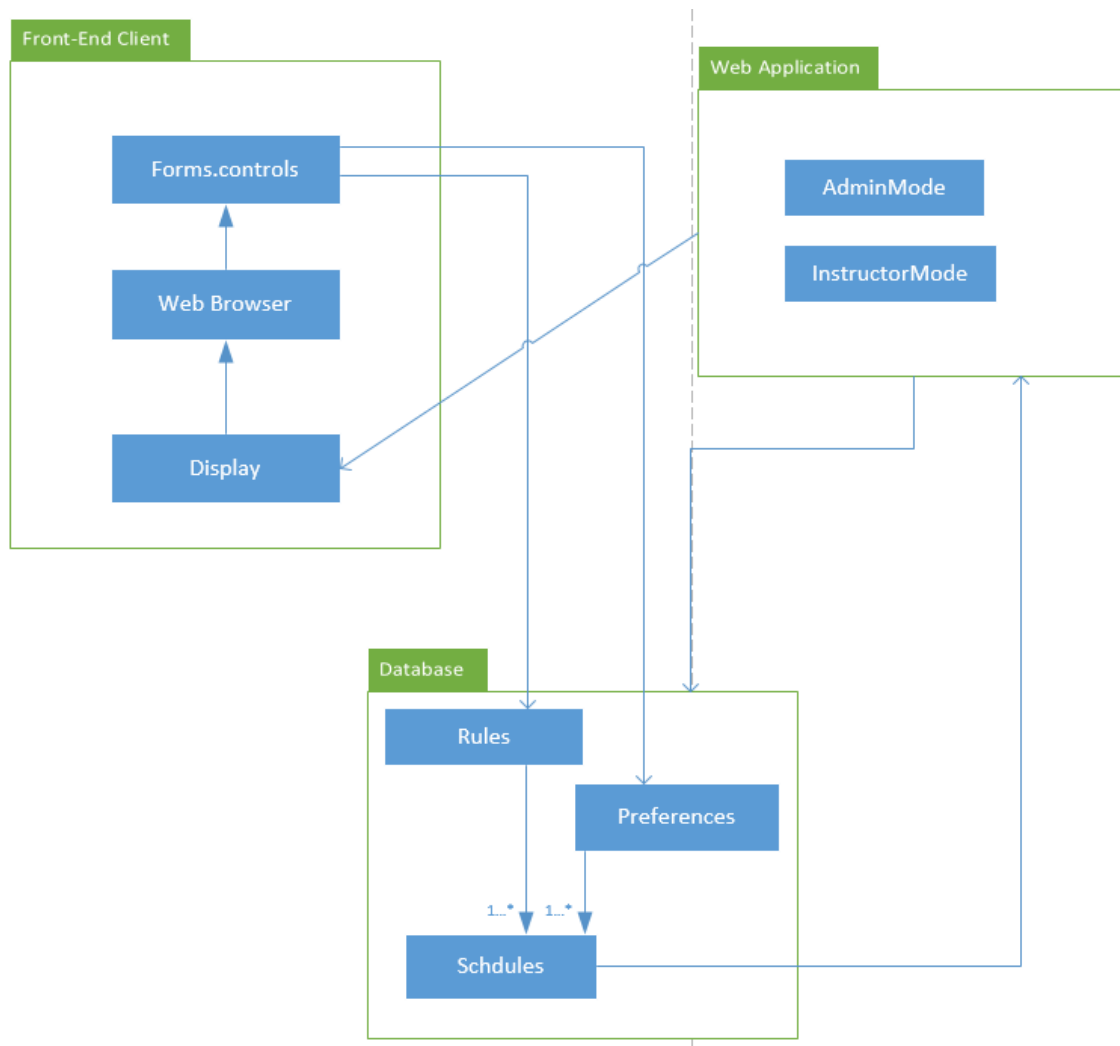 Front-End Client
Web Application
Forms.controls
AdminMode
InstructorMode
Web Browser
Display
Database
Rules
Preferences
1...*
1...*
Schdules